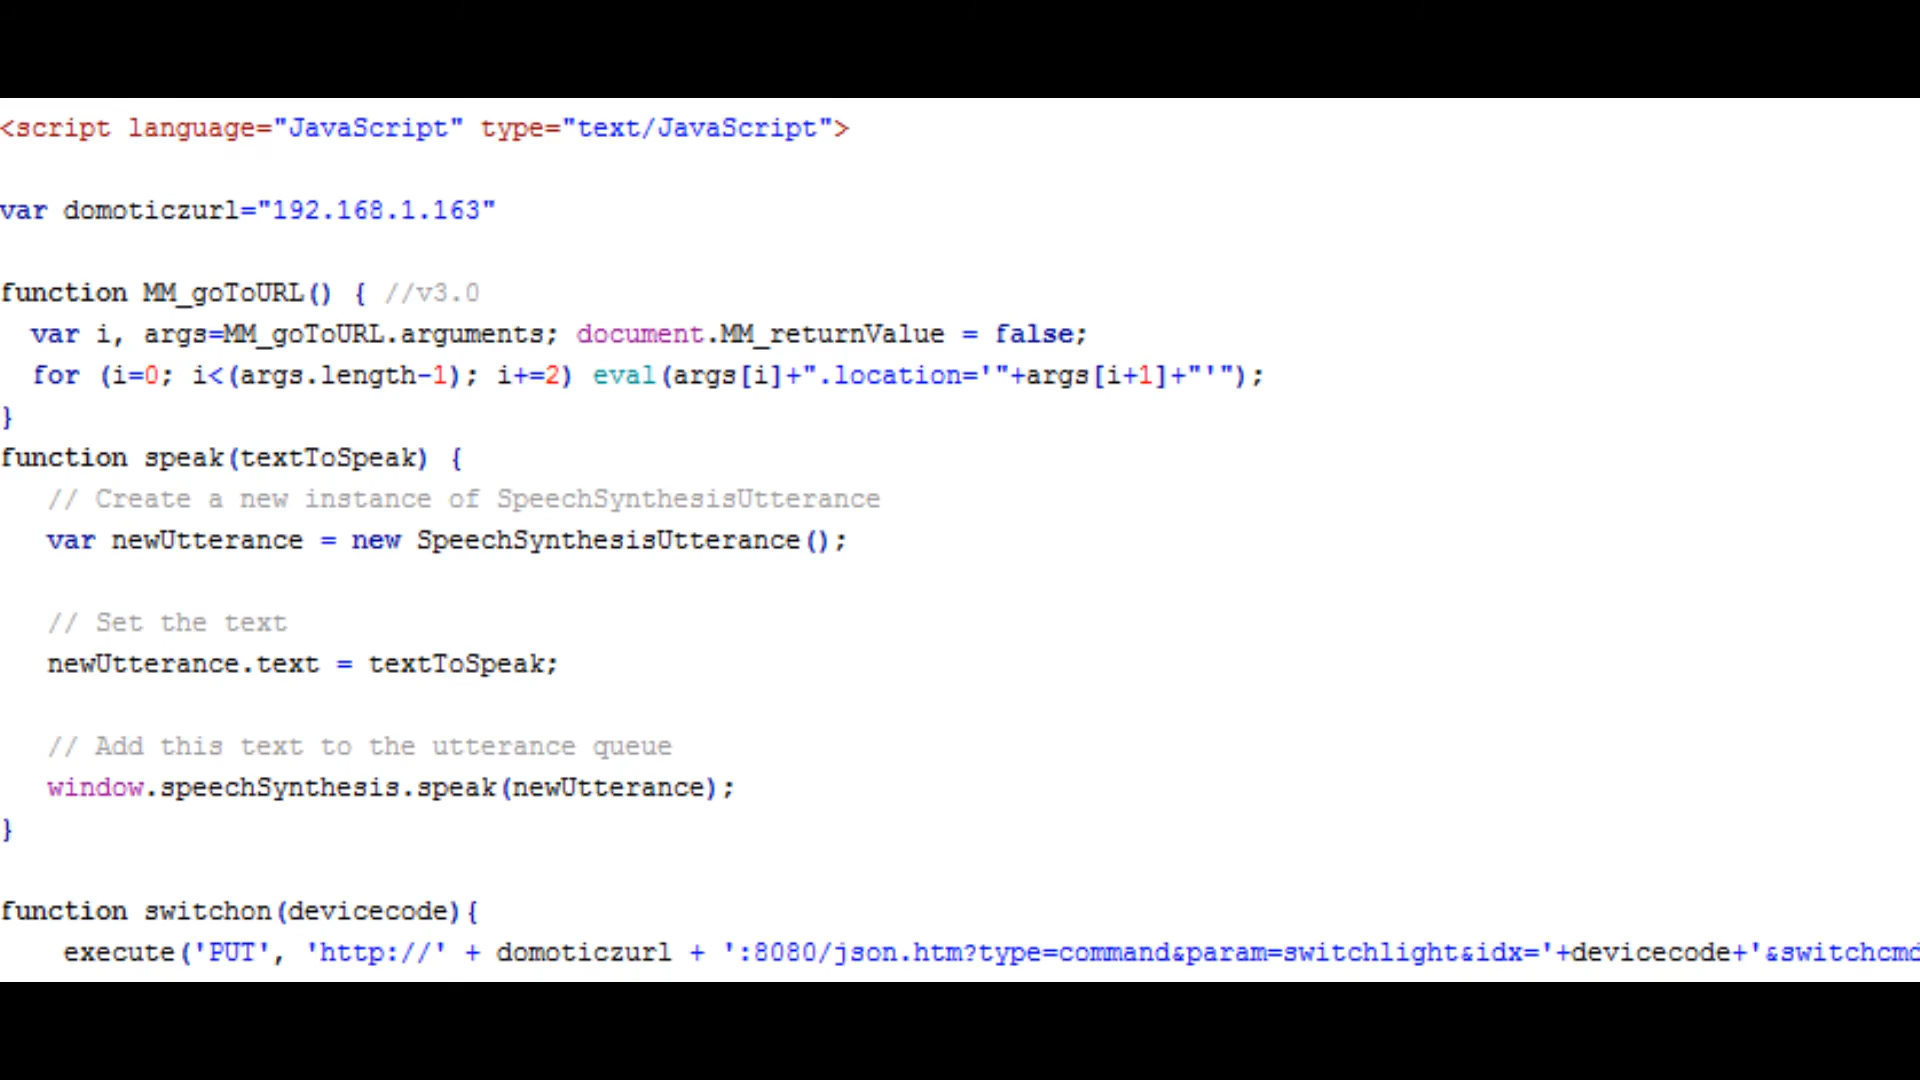 <script language="JavaScript" type="text/JavaScript">
var domoticzurl="192.168.1.163"
function MM_goToURL() { //v3.0
var i, args=MM_goToURL.arguments; document.MM_returnValue = false;
for (i=0; i<(args.length-1); i+=2) eval(args[i]+".location='"+args[i+1]+"'");
}
function speak(textToSpeak) {
// Create a new instance of SpeechSynthesisUtterance
var newUtterance = new SpeechSynthesisUtterance();
// Set the text
newUtterance.text = textToSpeak;
// Add this text to the utterance queue
window.speechSynthesis.speak(newUtterance);
}
function switchon(devicecode){
execute('PUT', 'http://' + domoticzurl + ':8080/json.htm?type=command&param=switchlight&idx='+devicecode+'&switchcmd